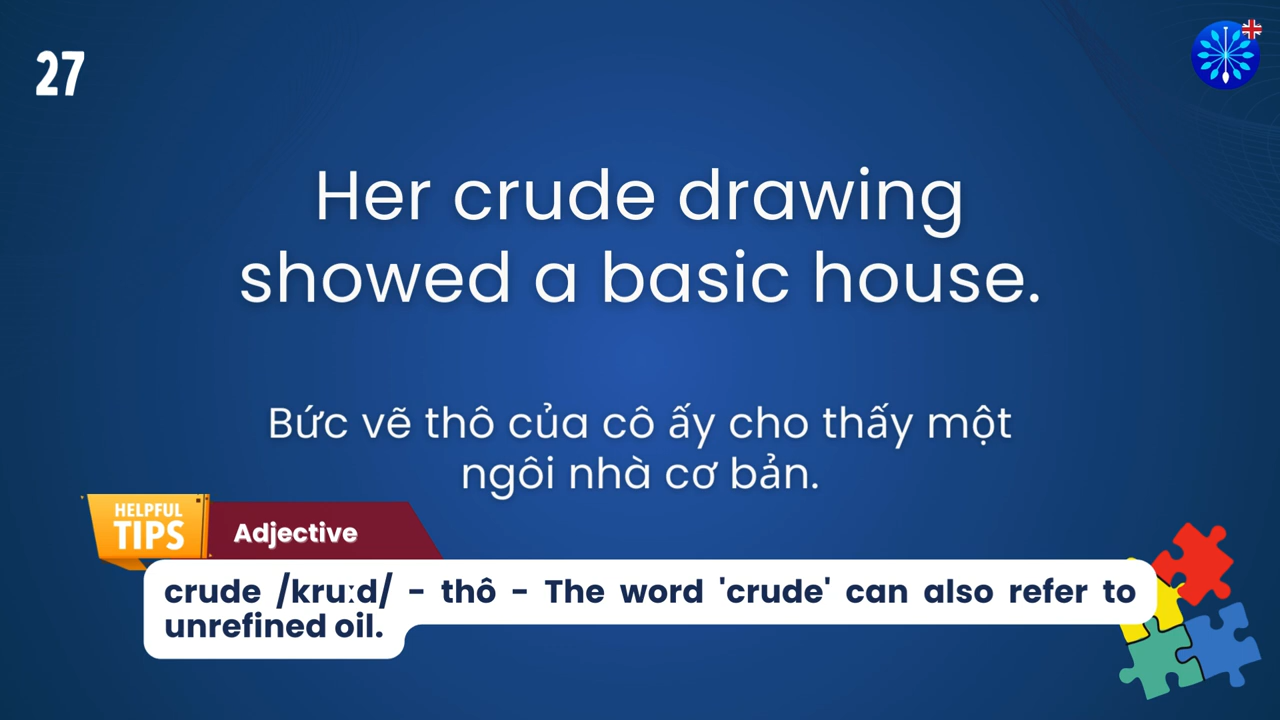 27
Her crude drawing
showed a basic house.
Bức vẽ thô của cô ấy cho thấy một
ngôi nhà cơ bản.
HELPFUL
TIPS
Adjective
crude /kruːd/ - thô - The word 'crude' can also refer to
unrefined oil.